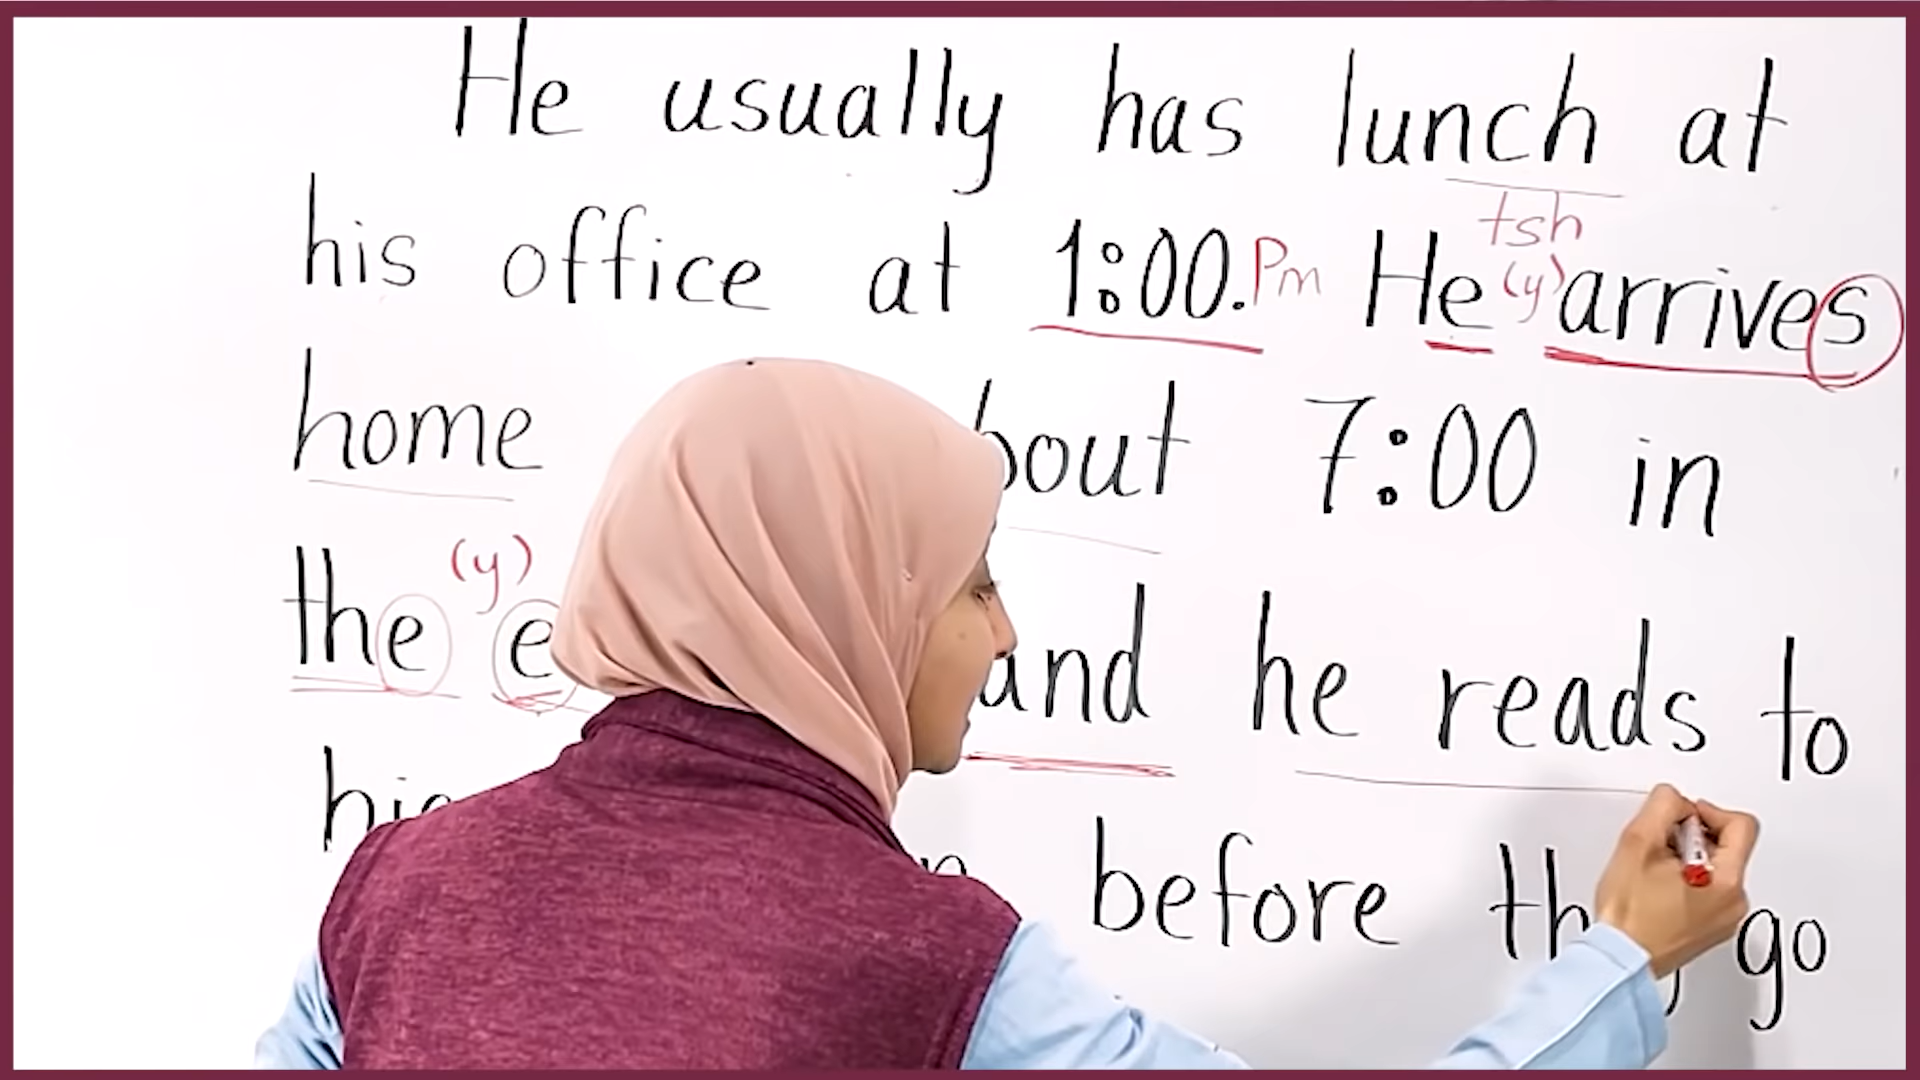 He usually has lunch at
tsh
his office at 1:00. Pm He (y) arrives
home bout 7:00 in
(y)
the e and he reads to
before go